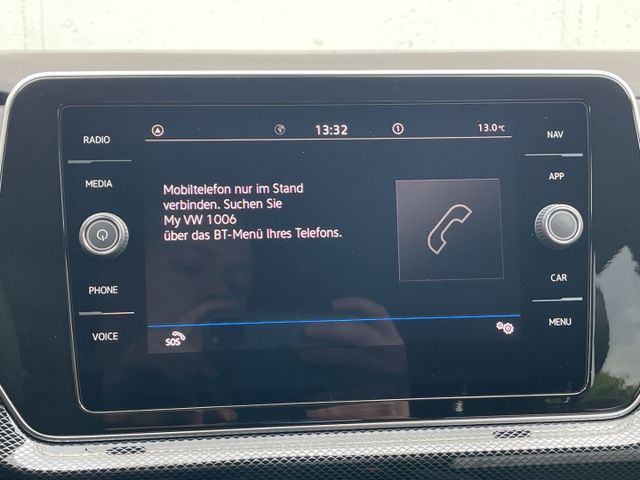 RADIO
MEDIA
PHONE
VOICE
13:32
1
13.0°C
Mobiltelefon nur im Stand
verbinden. Suchen Sie
My VW 1006
über das BT-Menü Ihres Telefons.
SOS
NAV
APP
CAR
MENU